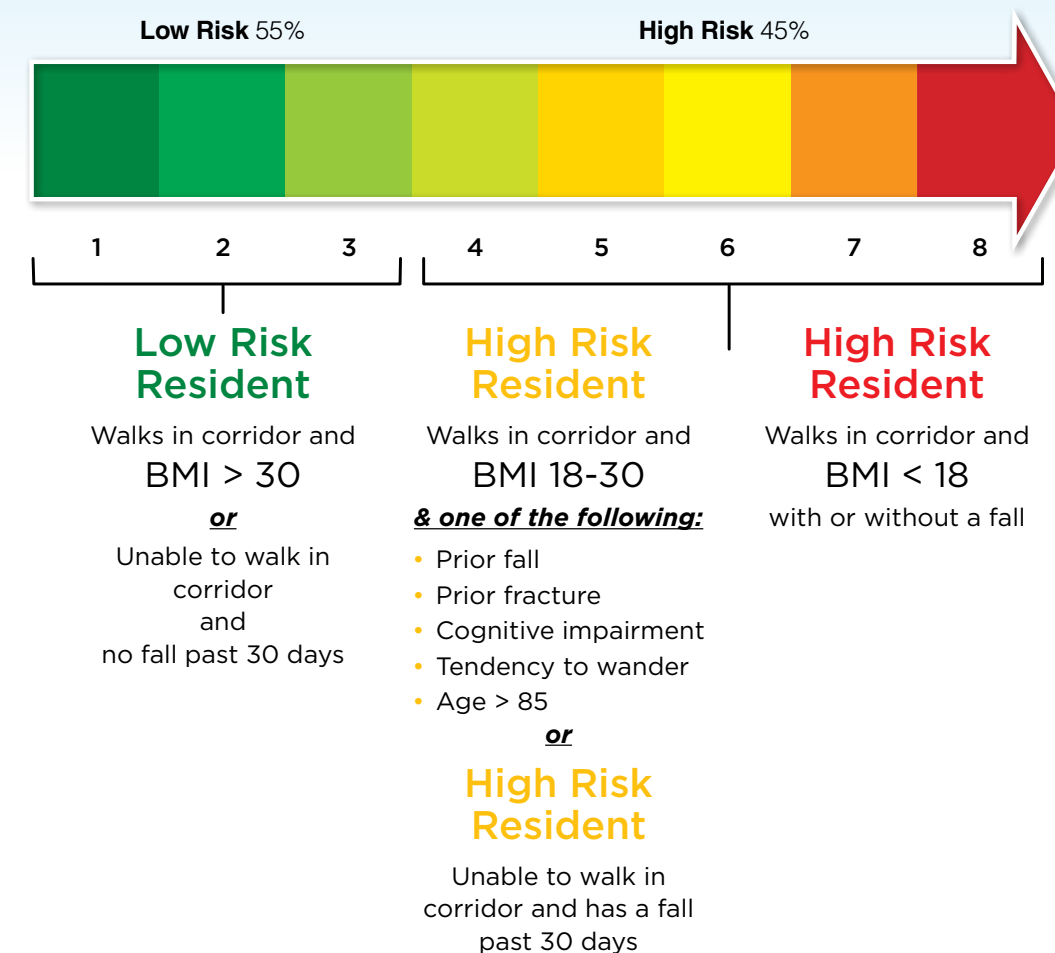 Low Risk 55%
High Risk 45%
1 2 3 4 5 6 7 8
Low Risk
Resident
Walks in corridor and
BMI > 30
or
Unable to walk in
corridor
and
no fall past 30 days
High Risk
Resident
Walks in corridor and
BMI 18-30
& one of the following:
• Prior fall
• Prior fracture
• Cognitive impairment
• Tendency to wander
• Age > 85
or
High Risk
Resident
Unable to walk in
corridor and has a fall
past 30 days
High Risk
Resident
Walks in corridor and
BMI < 18
with or without a fall